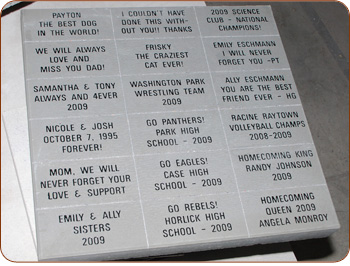 PAYTON
THE BEST DOG
IN THE WORLD!
I COULDN'T HAVE
DONE THIS WITH-
OUT YOU! THANKS
2009 SCIENCE
CLUB - NATIONAL
CHAMPIONS!
WE WILL ALWAYS
LOVE AND
MISS YOU DAD!
FRISKY
THE CRAZIEST
CAT EVER!
EMILY ESCHMANN
I WILL NEVER
FORGET YOU -PT
SAMANTHA & TONY
ALWAYS AND 4EVER
2009
WASHINGTON PARK
WRESTLING TEAM
2009
ALLY ESCHMANN
YOU ARE THE BEST
FRIEND EVER - HG
NICOLE & JOSH
OCTOBER 7, 1995
FOREVER!
GO PANTHERS!
PARK HIGH
SCHOOL - 2009
RACINE RAYTOWN
VOLLEYBALL CHAMPS
2008-2009
MOM, WE WILL
NEVER FORGET YOUR
LOVE & SUPPORT
GO EAGLES!
CASE HIGH
SCHOOL - 2009
HOMECOMING KING
RANDY JOHNSON
2009
EMILY & ALLY
SISTERS
2009
GO REBELS!
HORLICH HIGH
SCHOOL - 2009
HOMECOMING
QUEEN 2009
ANGELA MONROY